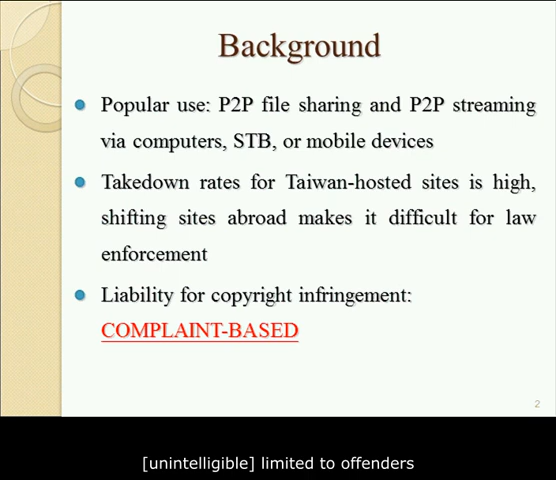 Background
Popular use: P2P file sharing and P2P streaming
via computers, STB, or mobile devices
Takedown rates for Taiwan-hosted sites is high,
shifting sites abroad makes it difficult for law
enforcement
Liability for copyright infringement:
COMPLAINT-BASED
2
[unintelligible] limited to offenders